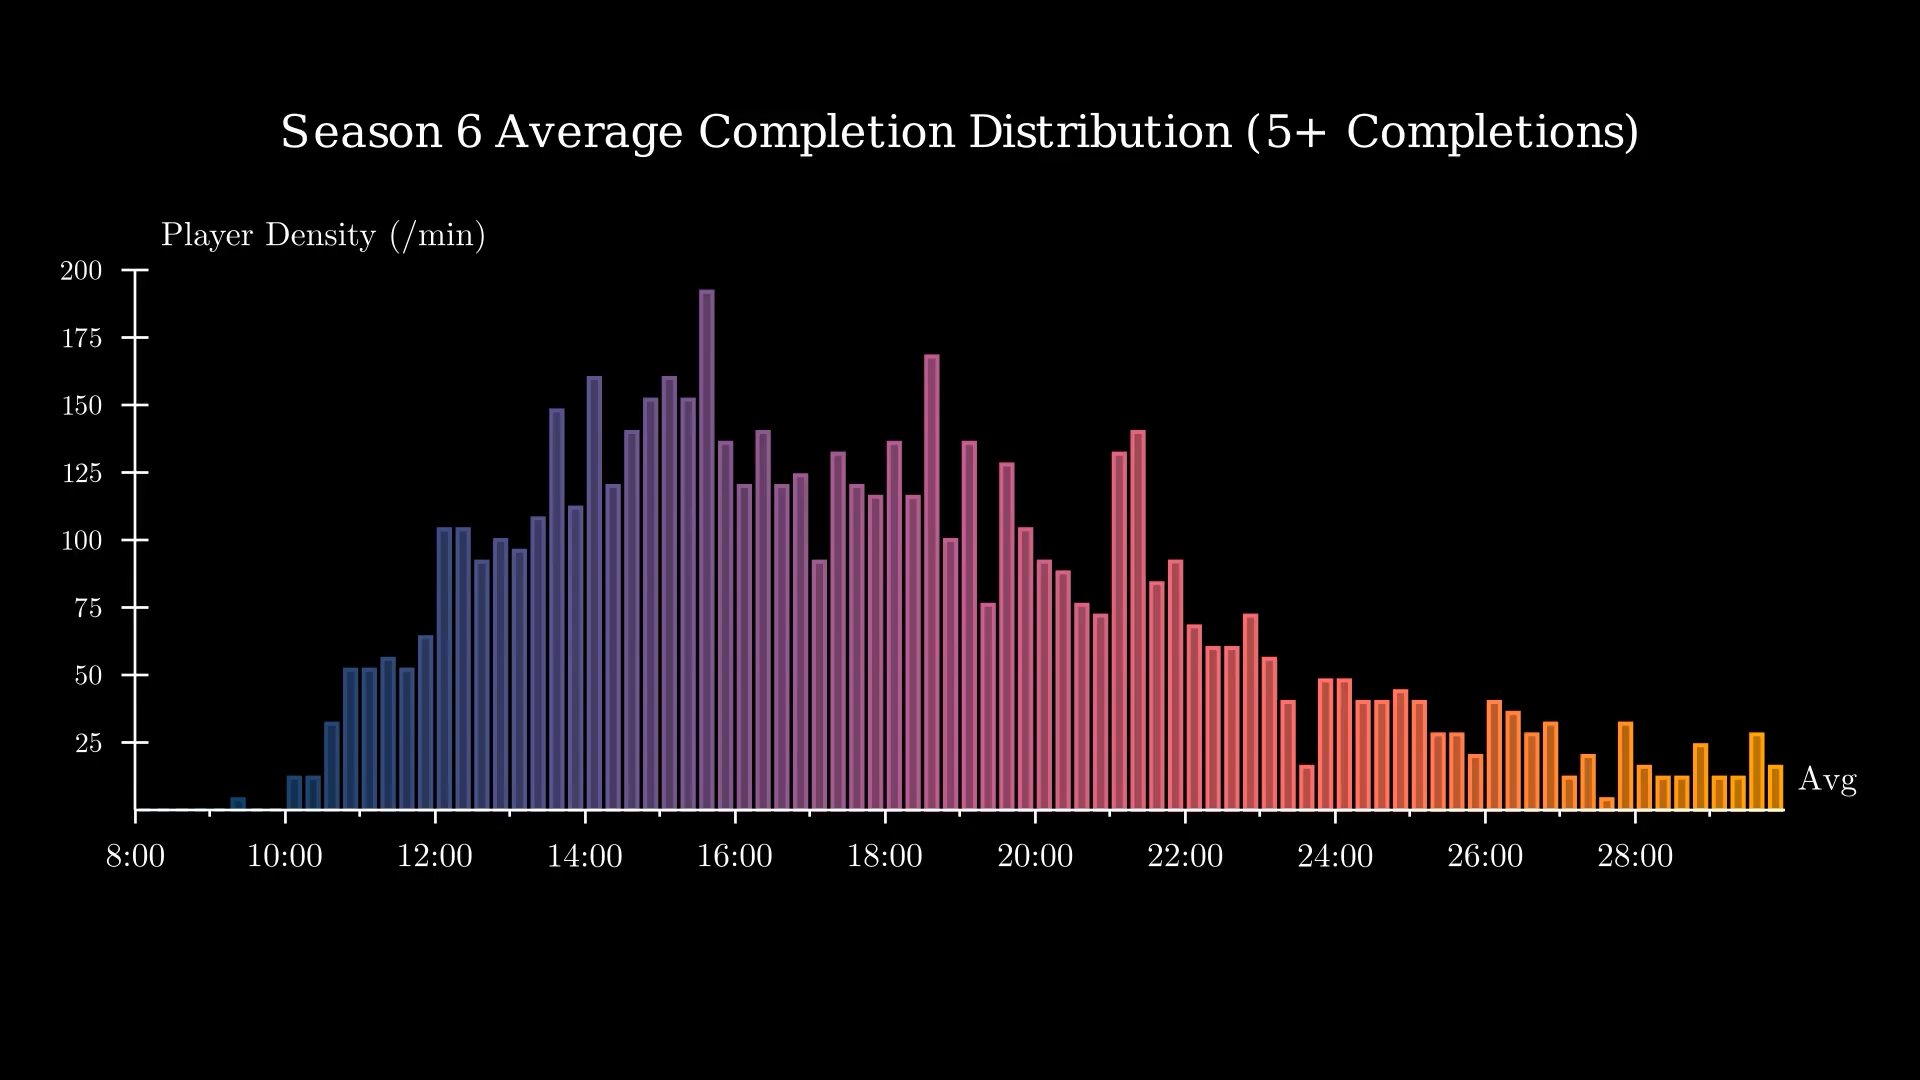 Season 6 Average Completion Distribution (5+ Completions)
Player Density (/min)
200
175
150
125
100
75
50
25
Avg
8:00 10:00 12:00 14:00 16:00 18:00 20:00 22:00 24:00 26:00 28:00